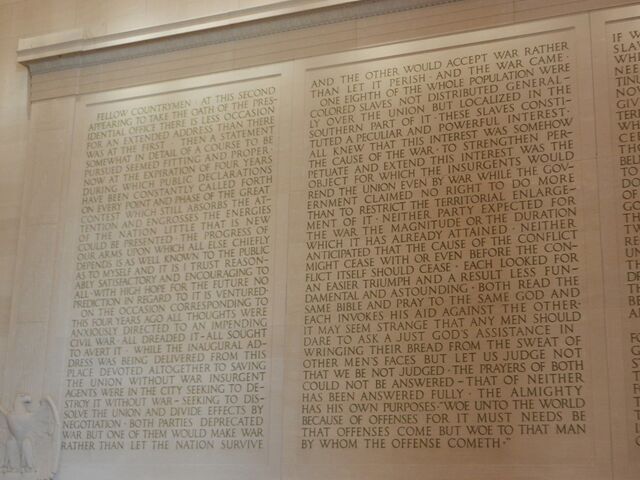 FELLOW COUNTRYMEN · AT THIS SECOND
APPEARING TO TAKE THE OATH OF THE PRES–
IDENTIAL OFFICE THERE IS LESS OCCASION
FOR AN EXTENDED ADDRESS THAN THERE
WAS AT THE FIRST · THEN A STATEMENT
SOMEWHAT IN DETAIL OF A COURSE TO BE
PURSUED SEEMED FITTING AND PROPER·
NOW AT THE EXPIRATION OF FOUR YEARS
DURING WHICH PUBLIC DECLARATIONS
HAVE BEEN CONSTANTLY CALLED FORTH
ON EVERY POINT AND PHASE OF THE GREAT
CONTEST WHICH STILL ABSORBS THE AT–
TENTION AND ENGROSSES THE ENERGIES
OF THE NATION LITTLE THAT IS NEW
COULD BE PRESENTED · THE PROGRESS OF
OUR ARMS UPON WHICH ALL ELSE CHIEFLY
DEPENDS IS AS WELL KNOWN TO THE PUBLIC
AS TO MYSELF AND IT IS I TRUST REASON–
ABLY SATISFACTORY AND ENCOURAGING TO
ALL · WITH HIGH HOPE FOR THE FUTURE NO
PREDICTION IN REGARD TO IT IS VENTURED·
ON THE OCCASION CORRESPONDING TO
THIS FOUR YEARS AGO ALL THOUGHTS WERE
ANXIOUSLY DIRECTED TO AN IMPENDING
CIVIL WAR · ALL DREADED IT – ALL SOUGHT
TO AVERT IT · WHILE THE INAUGURAL AD–
DRESS WAS BEING DELIVERED FROM THIS
PLACE DEVOTED ALTOGETHER TO SAVING
THE UNION WITHOUT WAR INSURGENT
AGENTS WERE IN THE CITY SEEKING TO DE–
STROY IT WITHOUT WAR – SEEKING TO DIS–
SOLVE THE UNION AND DIVIDE EFFECTS BY
NEGOTIATION · BOTH PARTIES DEPRECATED
WAR BUT ONE OF THEM WOULD MAKE WAR
RATHER THAN LET THE NATION SURVIVE
AND THE OTHER WOULD ACCEPT WAR RATHER
THAN LET IT PERISH · AND THE WAR CAME ·
ONE EIGHTH OF THE WHOLE POPULATION WERE
COLORED SLAVES NOT DISTRIBUTED GENERAL–
LY OVER THE UNION BUT LOCALIZED IN THE
SOUTHERN PART OF IT · THESE SLAVES CONSTI–
TUTED A PECULIAR AND POWERFUL INTEREST·
ALL KNEW THAT THIS INTEREST WAS SOMEHOW
THE CAUSE OF THE WAR · TO STRENGTHEN PER–
PETUATE AND EXTEND THIS INTEREST WAS THE
OBJECT FOR WHICH THE INSURGENTS WOULD
REND THE UNION EVEN BY WAR WHILE THE GOV–
ERNMENT CLAIMED NO RIGHT TO DO MORE
THAN TO RESTRICT THE TERRITORIAL ENLARGE–
MENT OF IT · NEITHER PARTY EXPECTED FOR
THE WAR THE MAGNITUDE OR THE DURATION
WHICH IT HAS ALREADY ATTAINED · NEITHER
ANTICIPATED THAT THE CAUSE OF THE CONFLICT
MIGHT CEASE WITH OR EVEN BEFORE THE CON–
FLICT ITSELF SHOULD CEASE · EACH LOOKED FOR
AN EASIER TRIUMPH AND A RESULT LESS FUN–
DAMENTAL AND ASTOUNDING · BOTH READ THE
SAME BIBLE AND PRAY TO THE SAME GOD AND
EACH INVOKES HIS AID AGAINST THE OTHER·
IT MAY SEEM STRANGE THAT ANY MEN SHOULD
DARE TO ASK A JUST GOD'S ASSISTANCE IN
WRINGING THEIR BREAD FROM THE SWEAT OF
OTHER MEN'S FACES BUT LET US JUDGE NOT
THAT WE BE NOT JUDGED · THE PRAYERS OF BOTH
COULD NOT BE ANSWERED – THAT OF NEITHER
HAS BEEN ANSWERED FULLY · THE ALMIGHTY
HAS HIS OWN PURPOSES · "WOE UNTO THE WORLD
BECAUSE OF OFFENSES FOR IT MUST NEEDS BE
THAT OFFENSES COME BUT WOE TO THAT MAN
BY WHOM THE OFFENSE COMETH · "
IF W